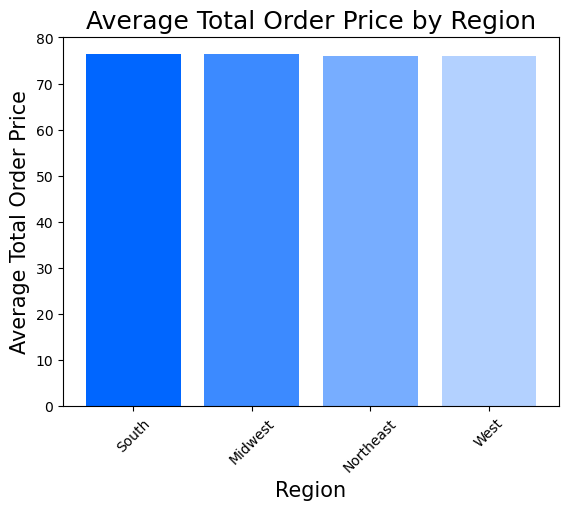 Average Total Order Price by Region
Average Total Order Price
80
70
60
50
40
30
20
10
0
South
Midwest
Northeast
West
Region